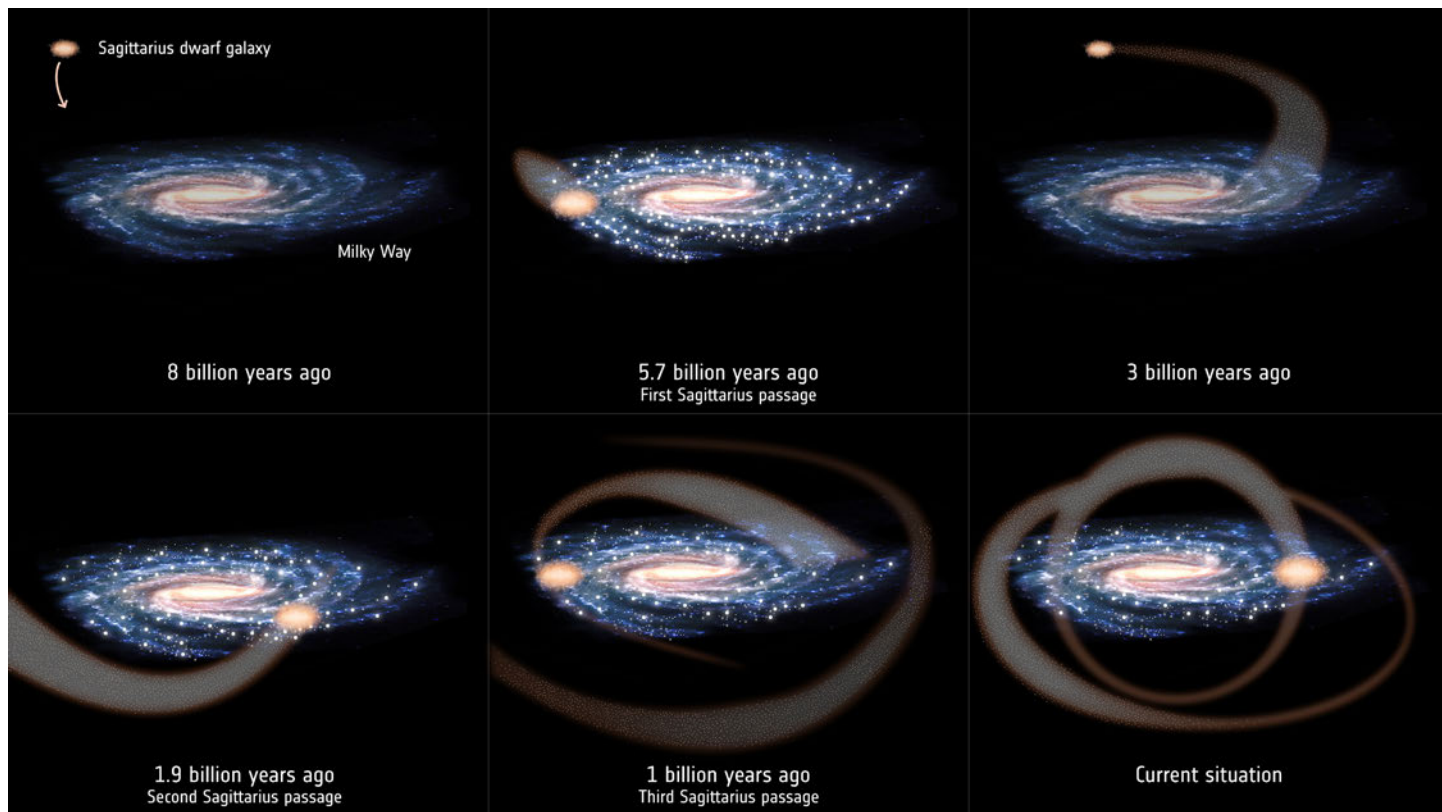 Sagittarius dwarf galaxy
Milky Way
8 billion years ago
5.7 billion years ago
First Sagittarius passage
3 billion years ago
1.9 billion years ago
Second Sagittarius passage
1 billion years ago
Third Sagittarius passage
Current situation